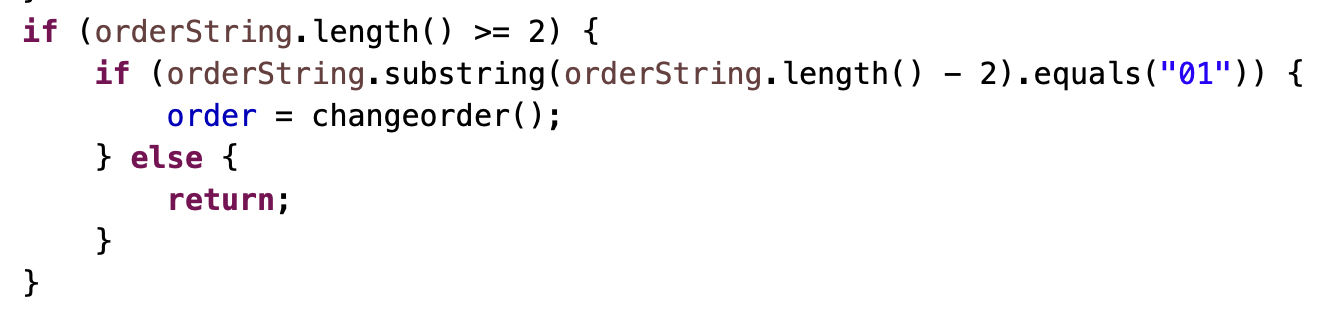 if (orderString.length() >= 2) {
    if (orderString.substring(orderString.length() - 2).equals("01")) {
        order = changeorder();
    } else {
        return;
    }
}